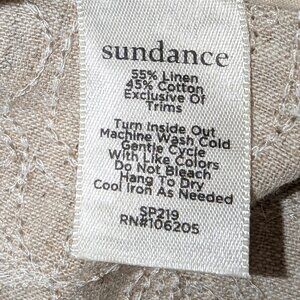 sundance
55% Linen
45% Cotton
Exclusive Of
Trims
Turn Inside Out
Machine Wash Cold
Gentle Cycle
With Like Colors
Do Not Bleach
Hang To Dry
Cool Iron As Needed
SP219
RN#106205